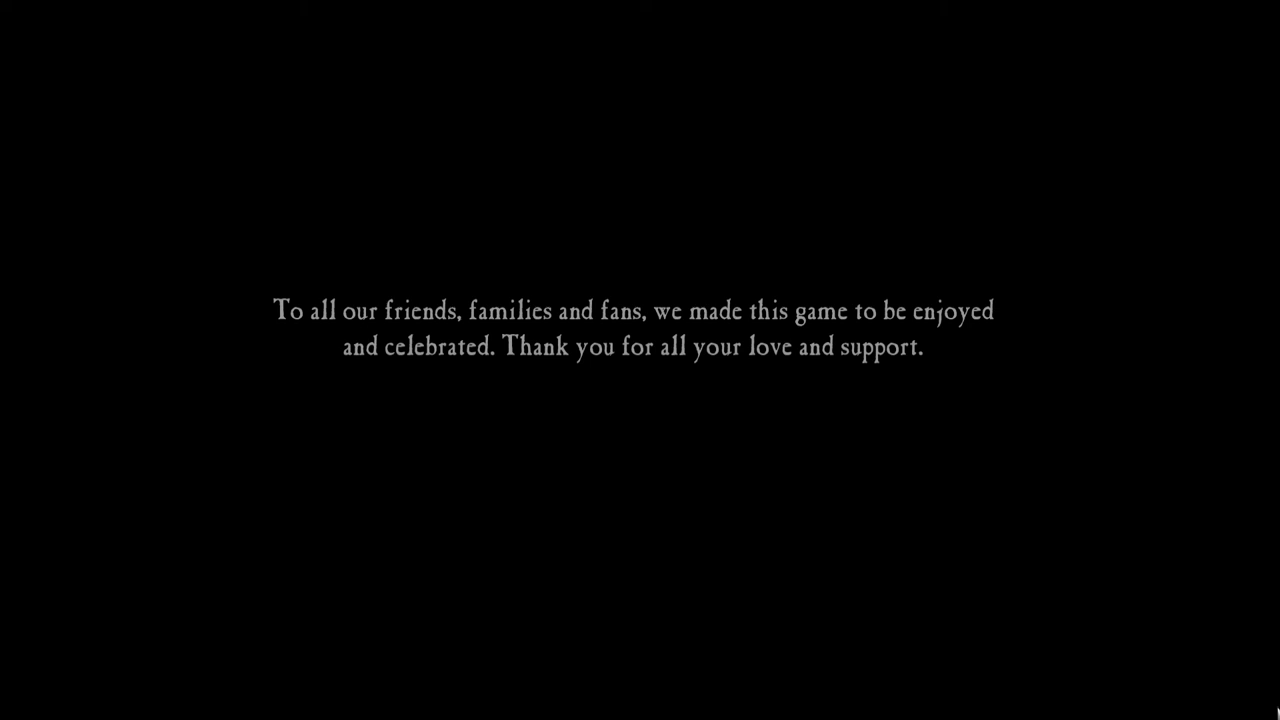 To all our friends, families and fans, we made this game to be enjoyed
and celebrated. Thank you for all your love and support.